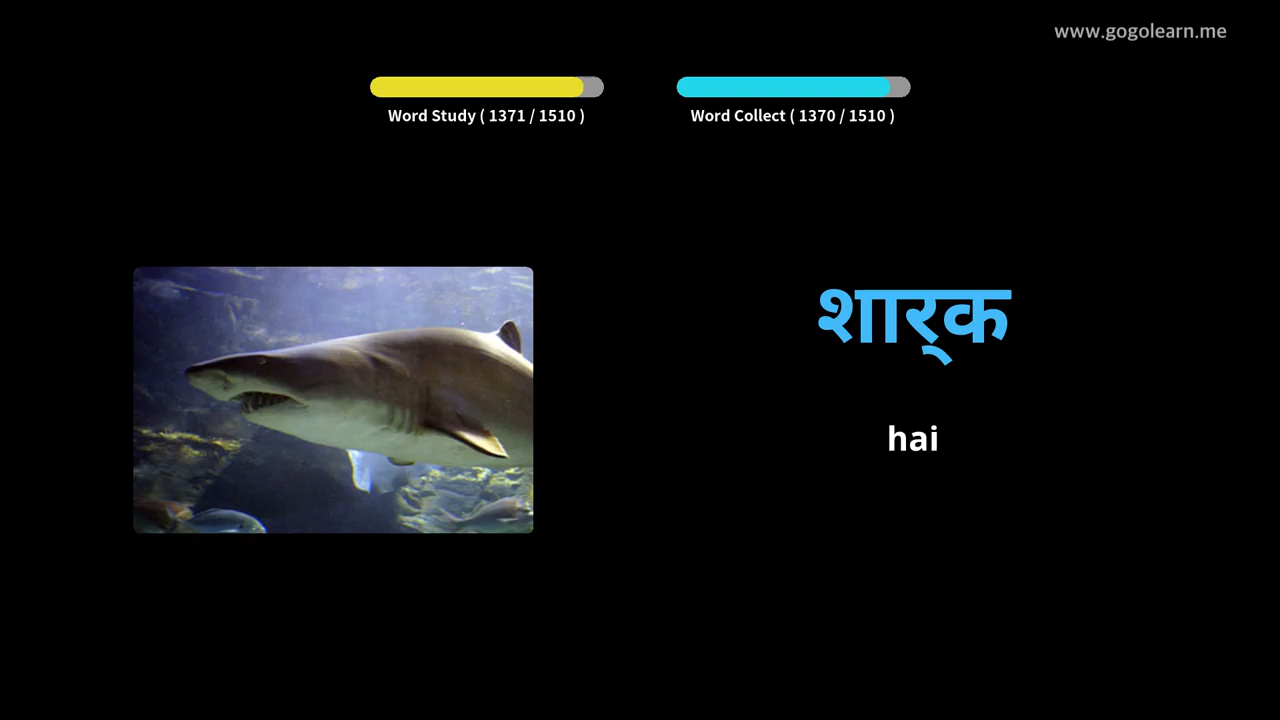 www.gogolearn.me
Word Study ( 1371 / 1510 )
Word Collect ( 1370 / 1510 )
शार्‌क
hai